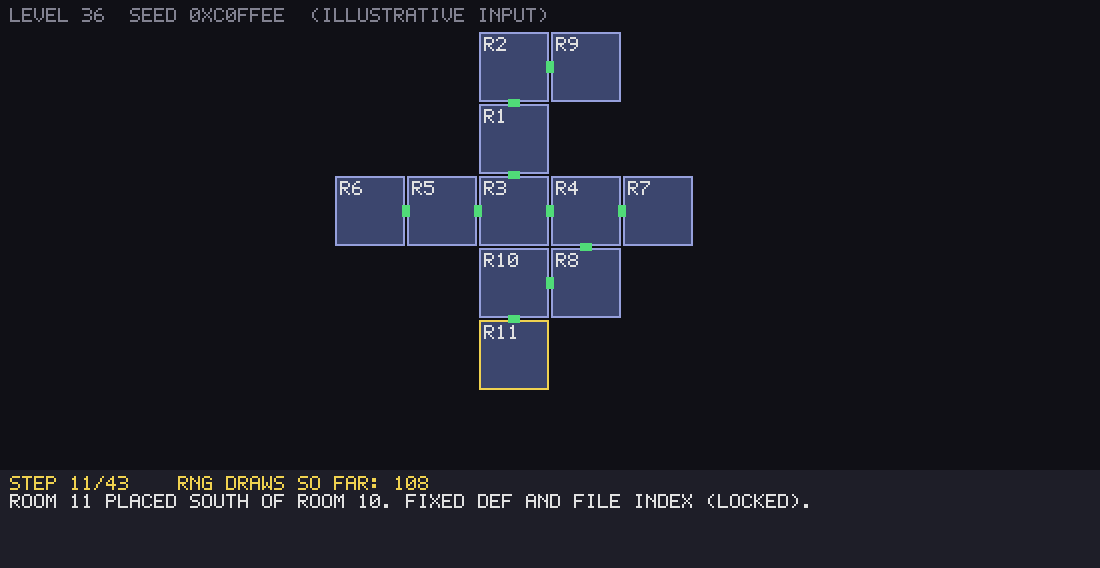 LEVEL 36  SEED 0XC0FFEE  (ILLUSTRATIVE INPUT)
R2 R9
R1
R6 R5 R3 R4 R7
R10 R8
R11
STEP 11/43    RNG DRAWS SO FAR: 108
ROOM 11 PLACED SOUTH OF ROOM 10. FIXED DEF AND FILE INDEX (LOCKED).